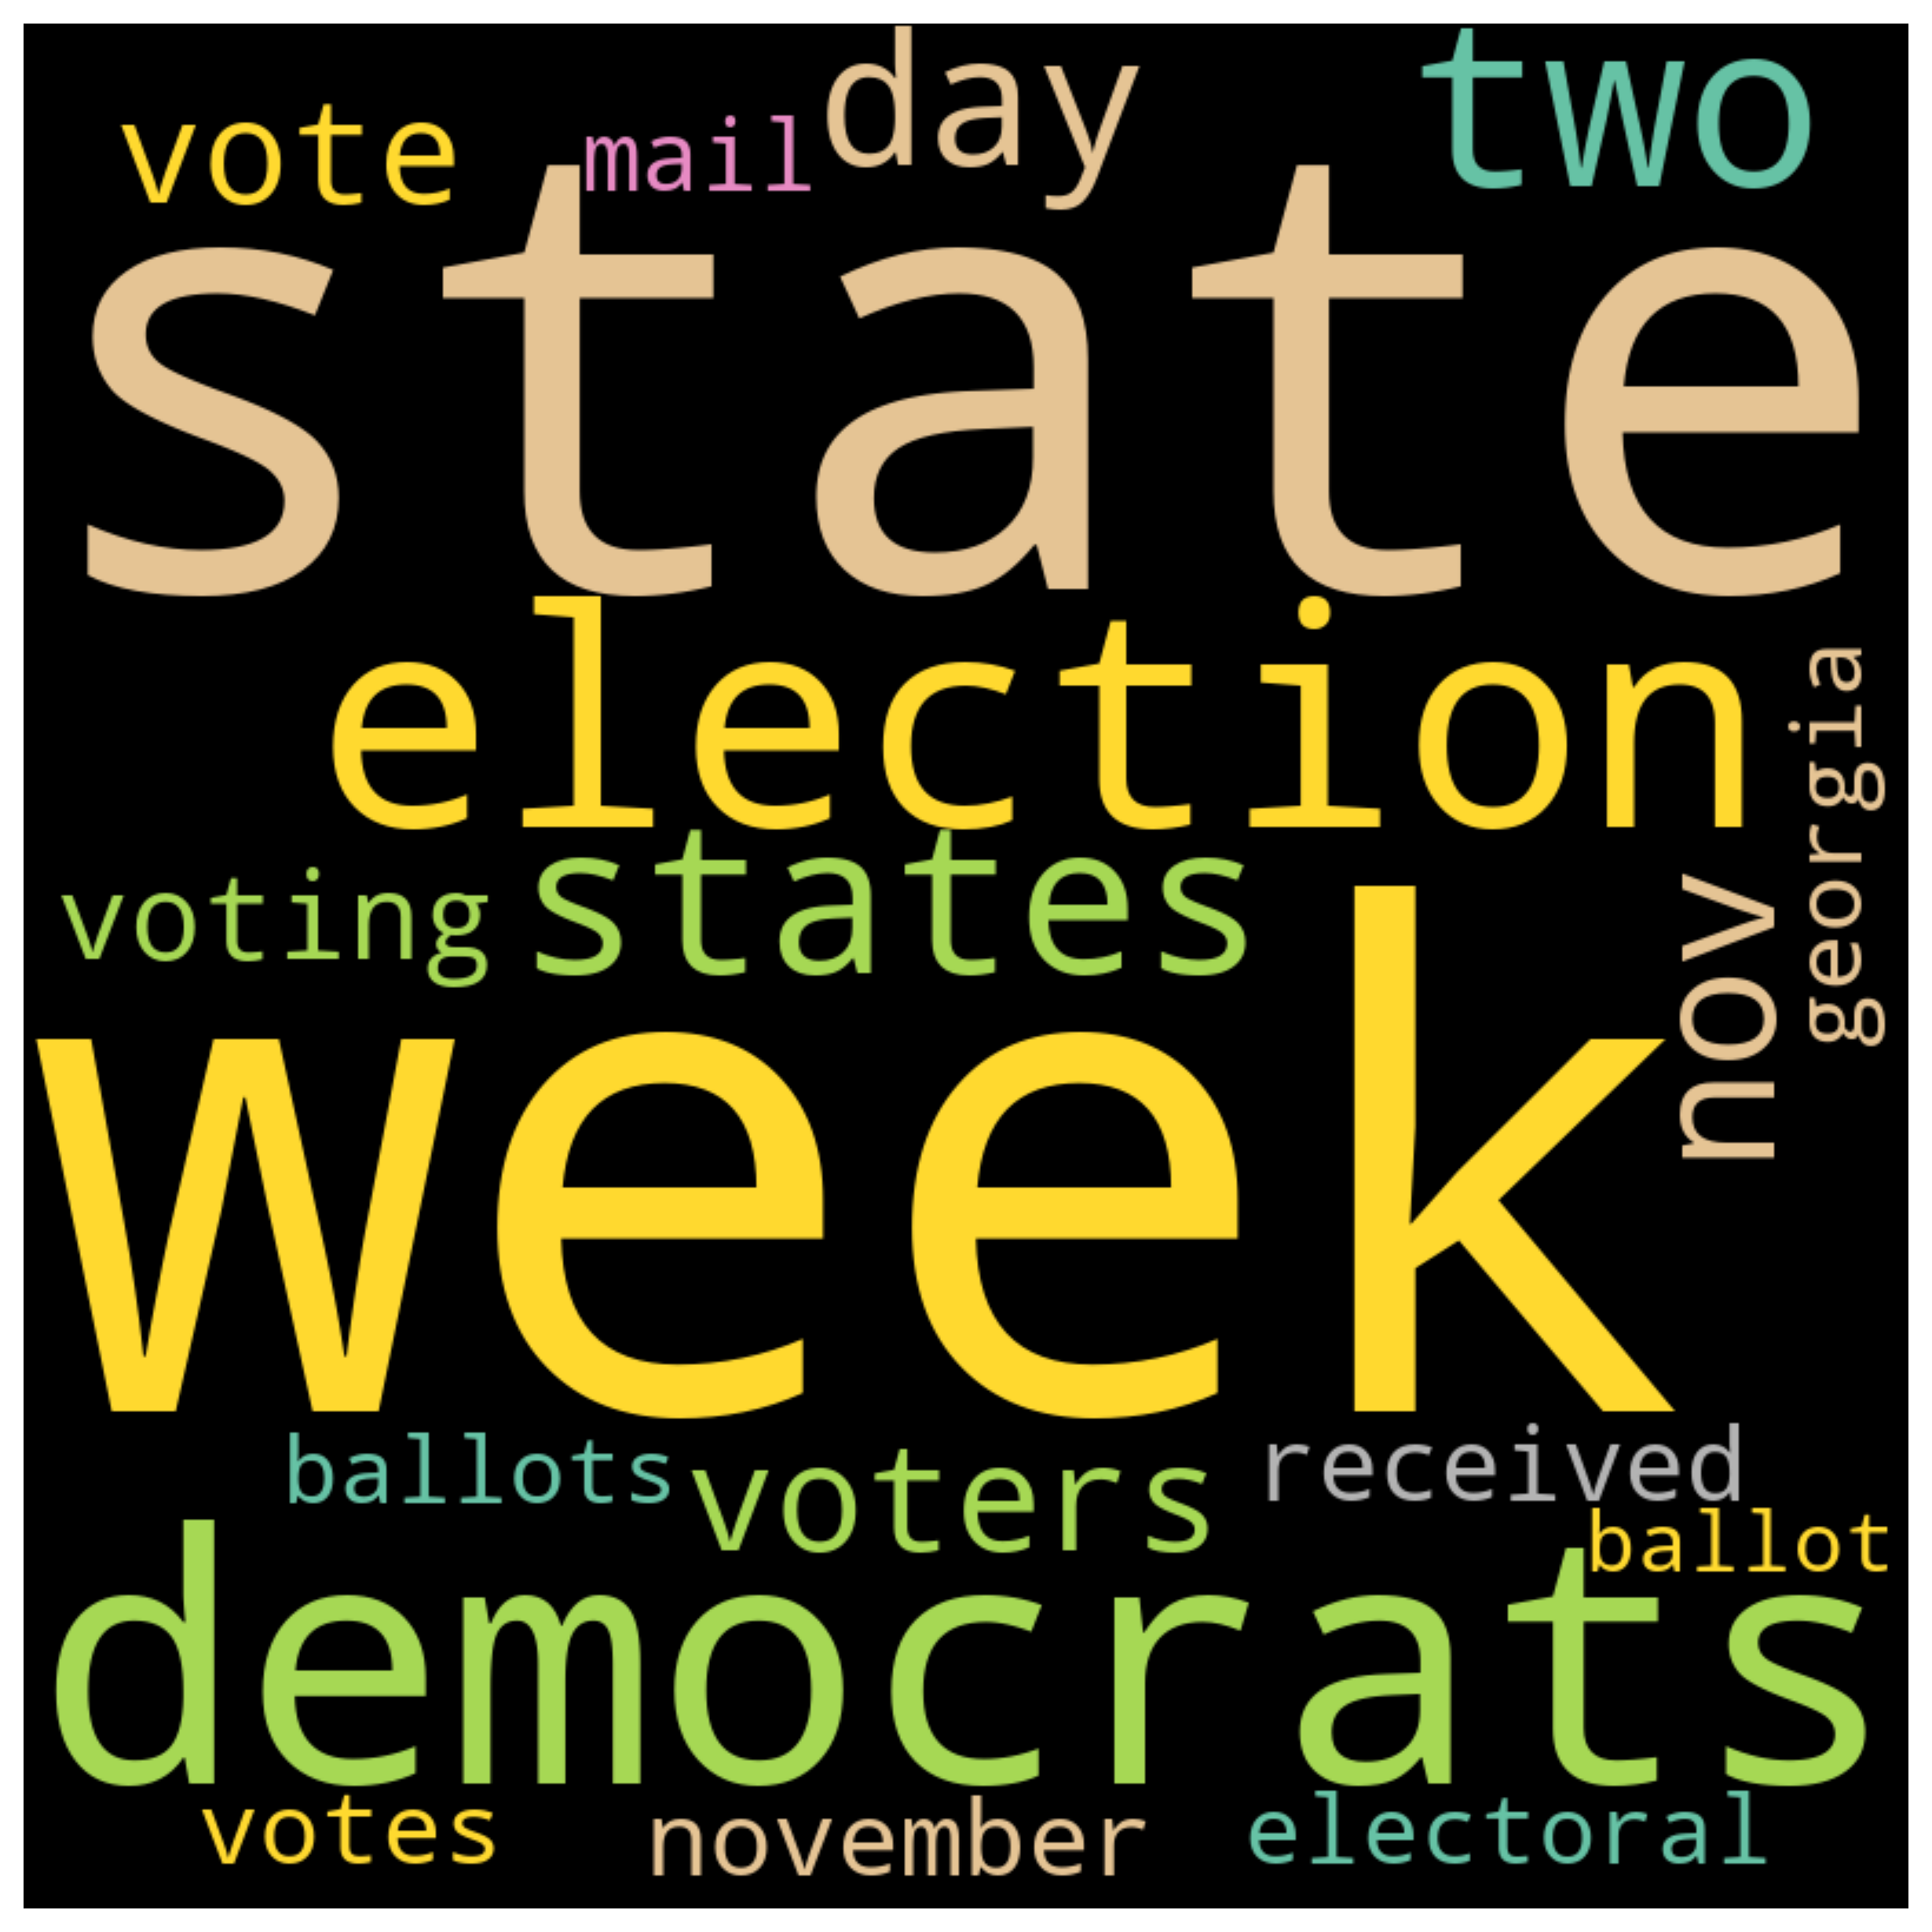 vote mail day two
state
election
georgia
nov
voting states
week
ballots voters received
ballot
democrats
votes november electoral